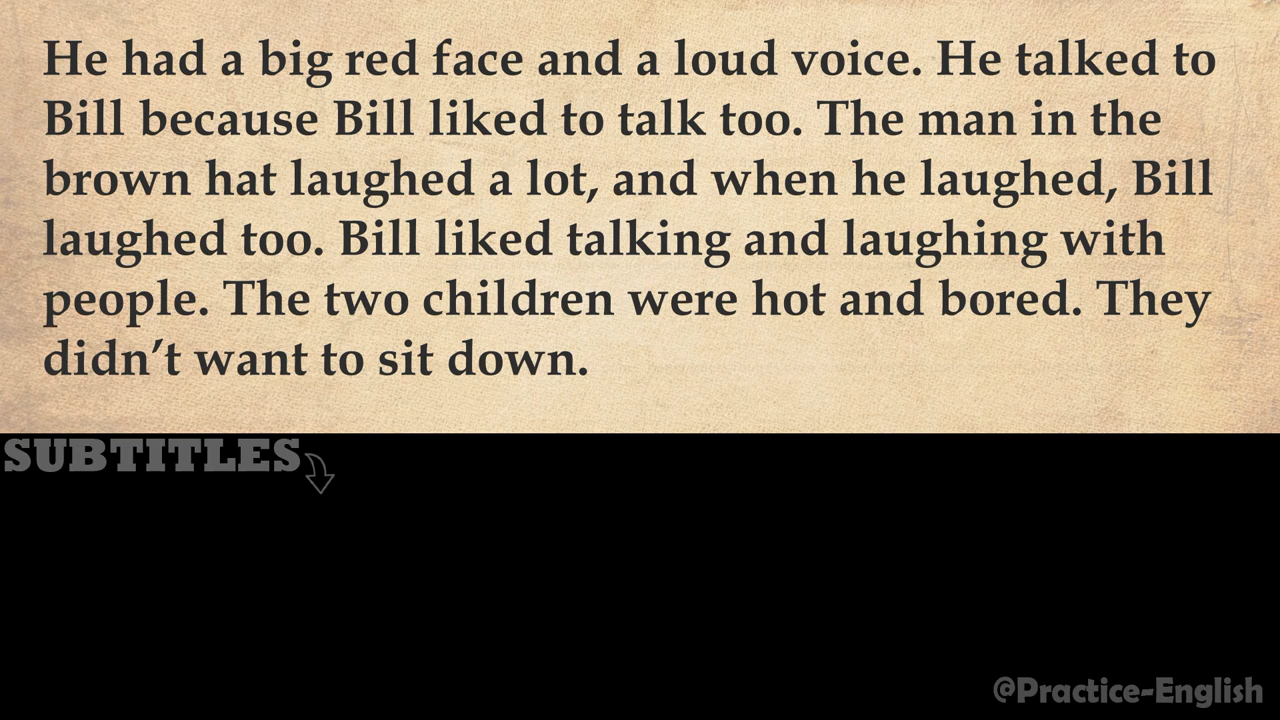 He had a big red face and a loud voice. He talked to
Bill because Bill liked to talk too. The man in the
brown hat laughed a lot, and when he laughed, Bill
laughed too. Bill liked talking and laughing with
people. The two children were hot and bored. They
didn’t want to sit down.
SUBTITLES
@Practice-English